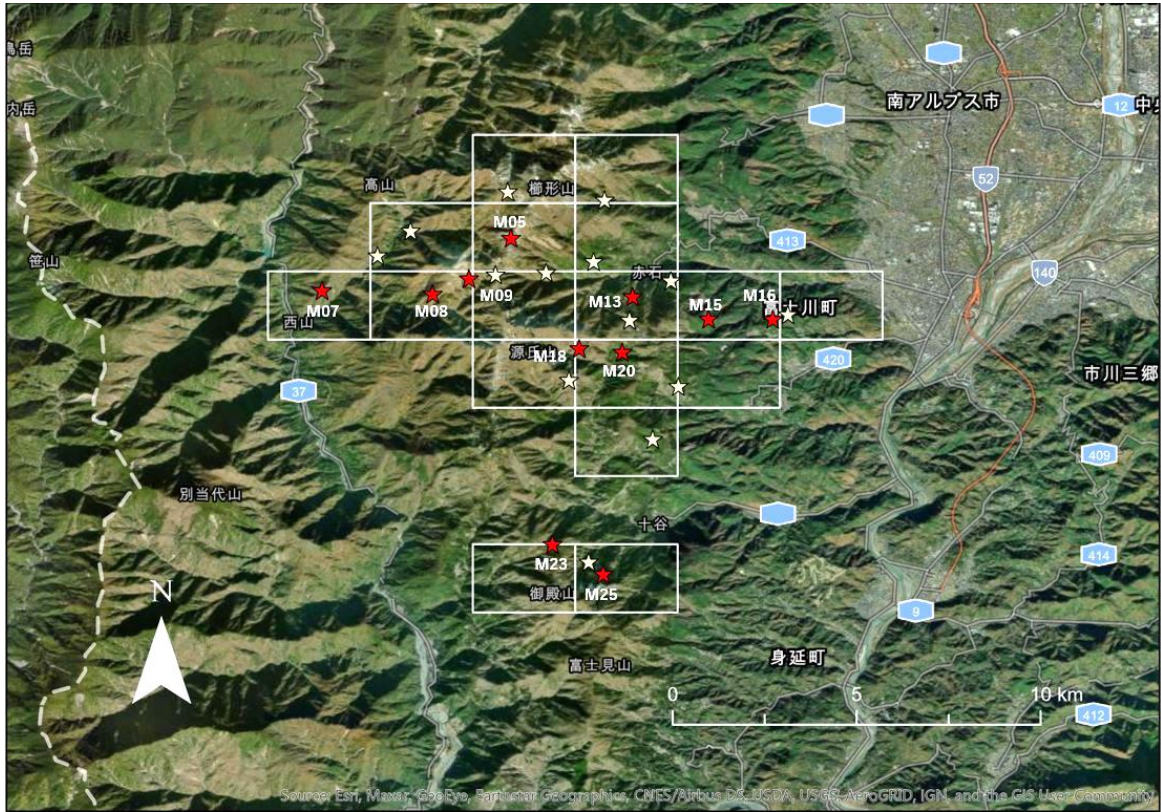 鳥岳
内岳
南アルプス市
12
中央
52
高山
櫛形山
M05
413
笹山
140
赤石
M07
M08
M09
M13
M15
M16
富士川町
西山
源氏山
M18
M20
420
市川三郷
37
409
別当代山
十谷
M23
M25
414
御殿山
9
N
富士見山
身延町
0 5 10 km
412
Source: Esri, Maxar, GeoEye, Earthstar Geographics, CNES/Airbus DS, USDA, USGS, AeroGRID, IGN, and the GIS User Community